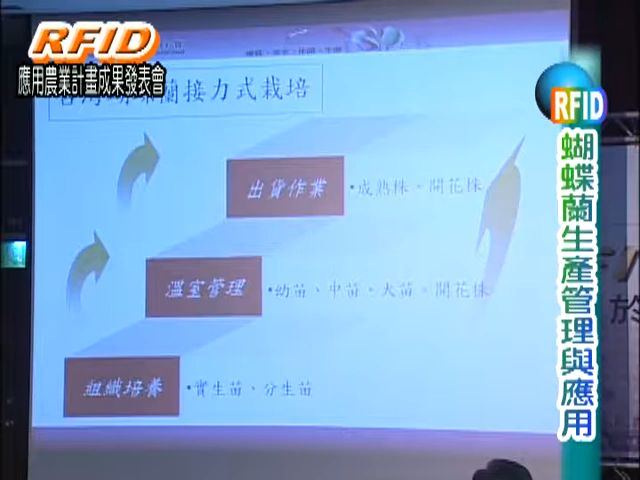 RFID
應用農業計畫成果發表會
蘭接力式栽培
出貨作業
•成熟株、開花株
溫室管理
•幼苗、中苗、大苗、開花株
組織培養
•實生苗、分生苗
RFID
蝴蝶蘭生產管理與應用
於